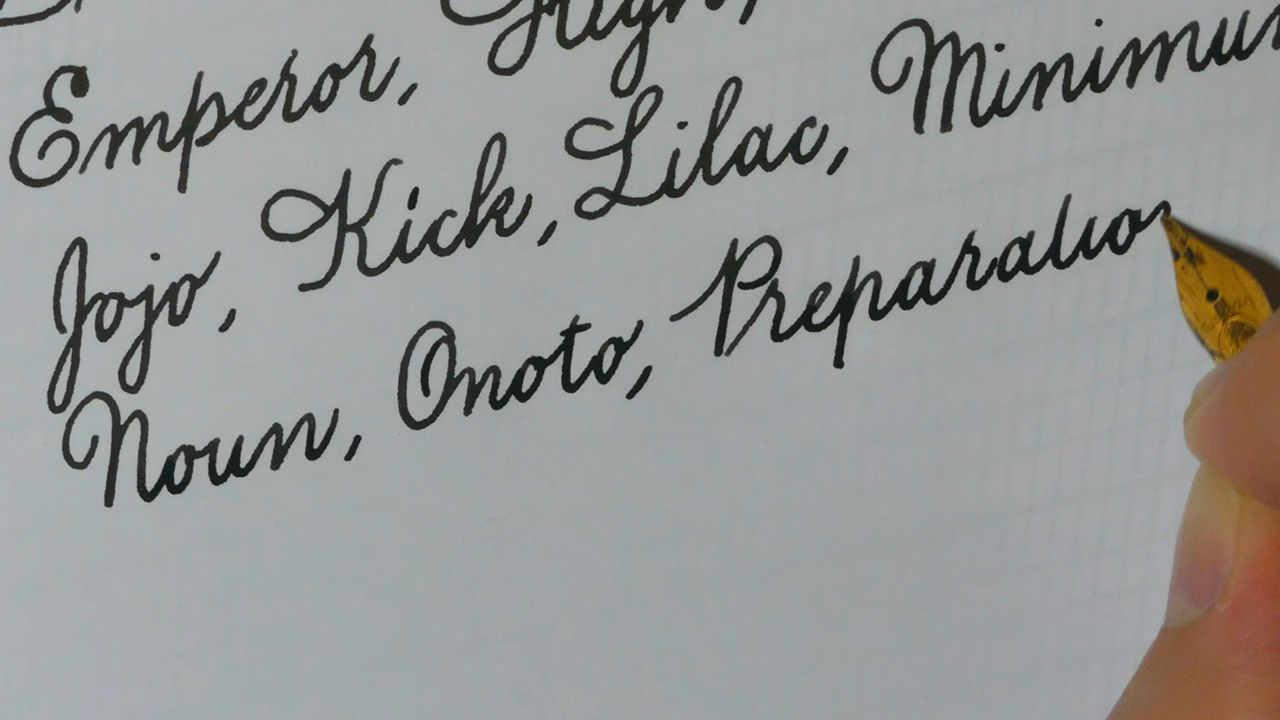 Emperor,
Jojo, Kick, Lilac, Minimu
Noun, Onoto, Preparatio